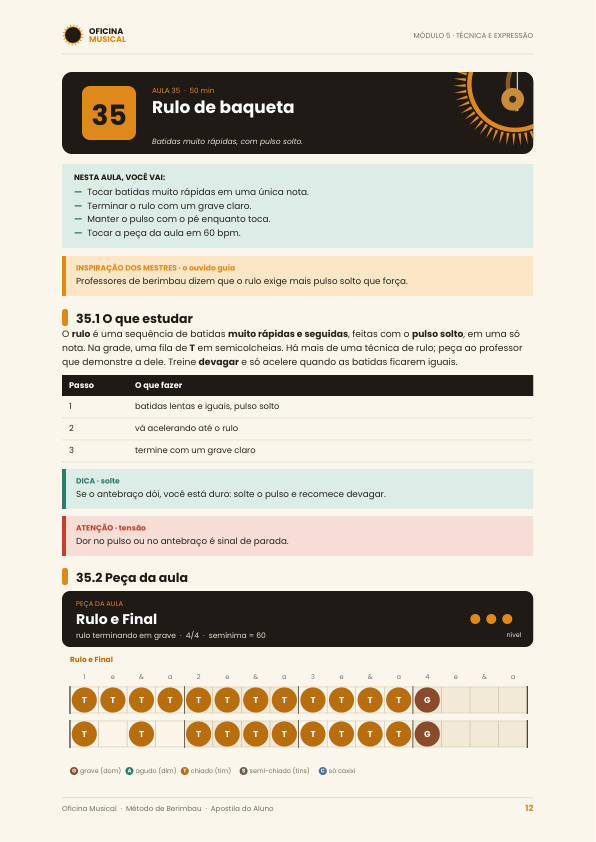 OFICINA
MUSICAL
MÓDULO 5 · TÉCNICA E EXPRESSÃO
35
AULA 35 · 50 min
Rulo de baqueta
Batidas muito rápidas, com pulso solto.
NESTA AULA, VOCÊ VAI:
— Tocar batidas muito rápidas em uma única nota.
— Terminar o rulo com um grave claro.
— Manter o pulso com o pé enquanto toca.
— Tocar a peça da aula em 60 bpm.
INSPIRAÇÃO DOS MESTRES · o ouvido guia
Professores de berimbau dizem que o rulo exige mais pulso solto que força.
35.1 O que estudar
O rulo é uma sequência de batidas muito rápidas e seguidas, feitas com o pulso solto, em uma só
nota. Na grade, uma fila de T em semicolcheias. Há mais de uma técnica de rulo; peça ao professor
que demonstre a dele. Treine devagar e só acelere quando as batidas ficarem iguais.
Passo O que fazer
1 batidas lentas e iguais, pulso solto
2 vá acelerando até o rulo
3 termine com um grave claro
DICA · solte
Se o antebraço dói, você está duro: solte o pulso e recomece devagar.
ATENÇÃO · tensão
Dor no pulso ou no antebraço é sinal de parada.
35.2 Peça da aula
PEÇA DA AULA
Rulo e Final
rulo terminando em grave · 4/4 · semínima = 60
nível
Rulo e Final
1 e & a 2 e & a 3 e & a 4 e & a
T T T T T T T T T T T T G
T T T T T T T T T T G
G grave (dom) A agudo (dim) T chiado (tim) S semi-chiado (tins) C só caxixi
Oficina Musical · Método de Berimbau · Apostila do Aluno
12